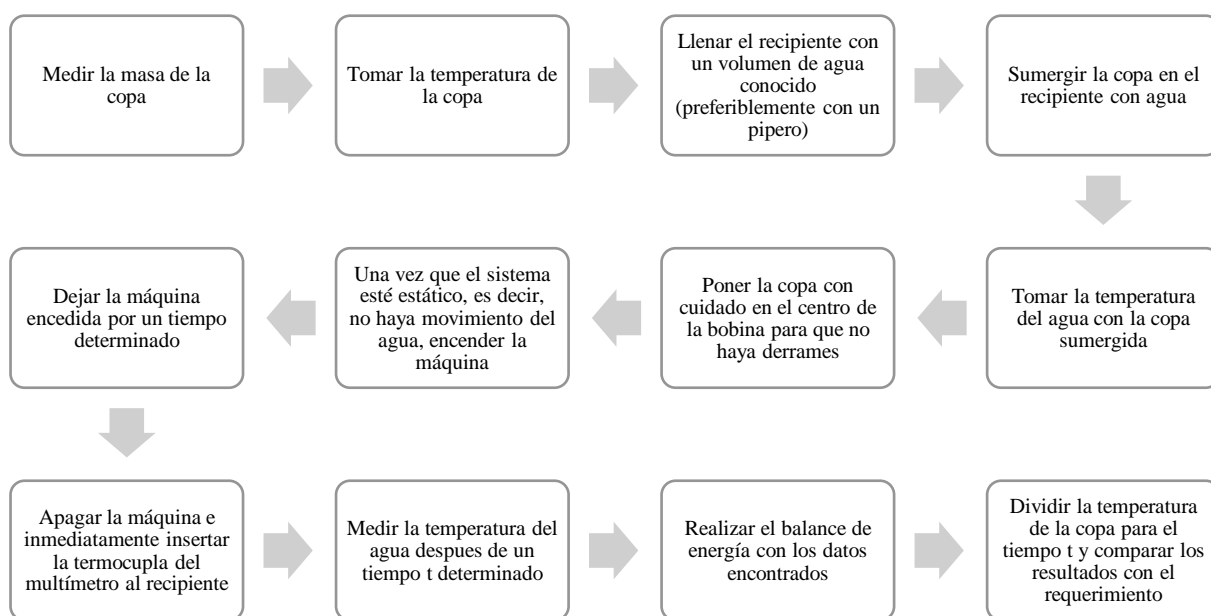 Medir la masa de la
copa
Tomar la temperatura de
la copa
Llenar el recipiente con
un volumen de agua
conocido
(preferiblemente con un
pipero)
Sumergir la copa en el
recipiente con agua
Tomar la temperatura
del agua con la copa
sumergida
Poner la copa con
cuidado en el centro de
la bobina para que no
haya derrames
Una vez que el sistema
esté estático, es decir,
no haya movimiento del
agua, encender la
máquina
Dejar la máquina
encedida por un tiempo
determinado
Apagar la máquina e
inmediatamente insertar
la termocupla del
multímetro al recipiente
Medir la temperatura del
agua despues de un
tiempo t determinado
Realizar el balance de
energía con los datos
encontrados
Dividir la temperatura
de la copa para el
tiempo t y comparar los
resultados con el
requerimiento